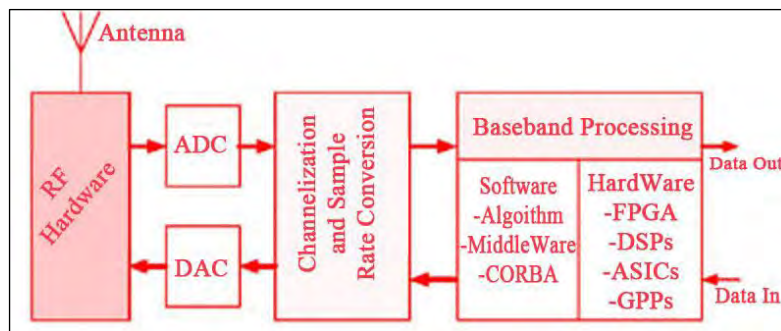 Antenna
RF
Hardware
ADC
DAC
Channelization
and Sample
Rate Conversion
Baseband Processing
Software
-Algoithm
-MiddleWare
-CORBA
HardWare
-FPGA
-DSPs
-ASICs
-GPPs
Data Out
Data In